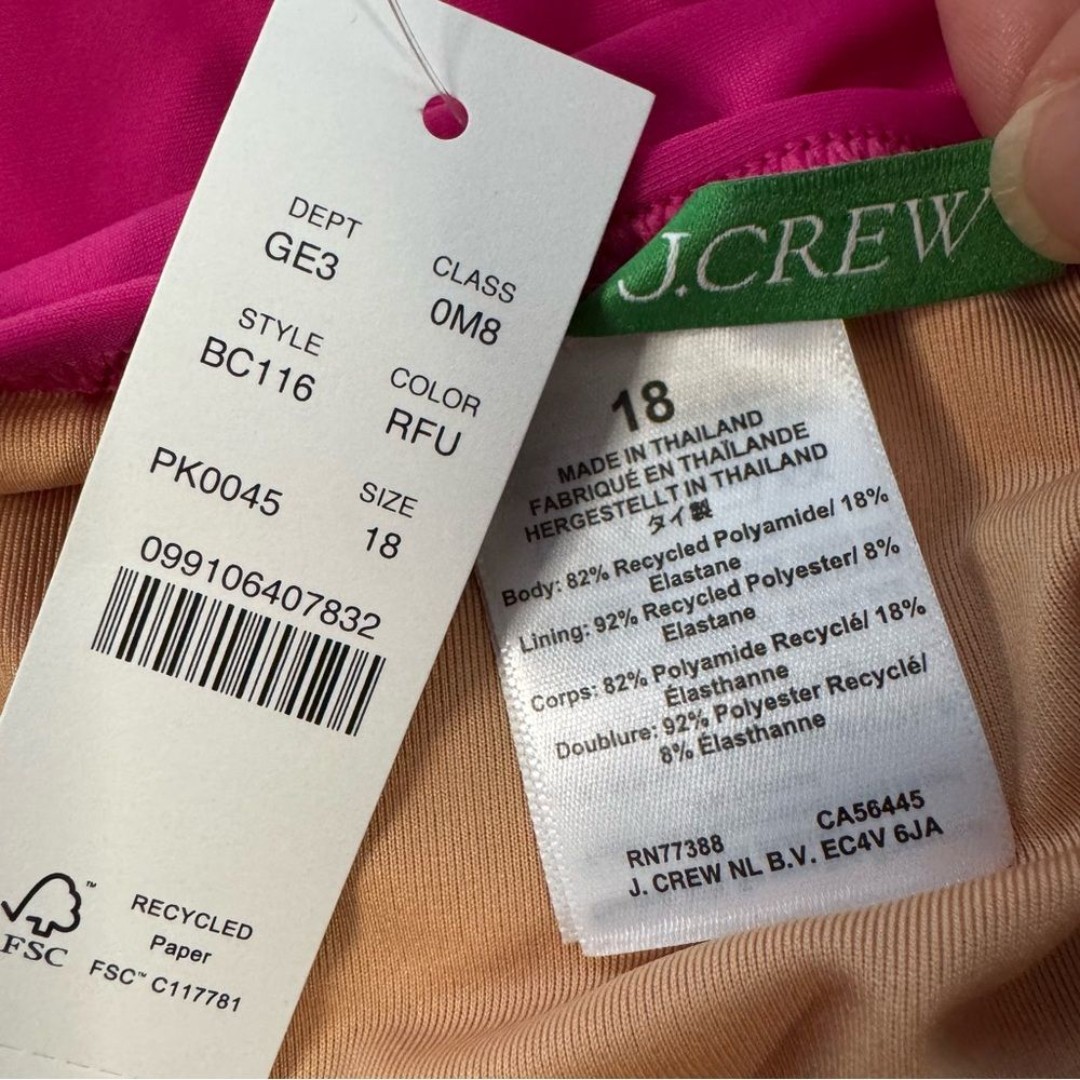 DEPT
GE3
CLASS
0M8
STYLE
BC116
COLOR
RFU
PK0045
SIZE
18
099106407832
FSC
™
RECYCLED
Paper
FSC™ C117781
J.CREW
18
MADE IN THAILAND
FABRIQUÉ EN THAÏLANDE
HERGESTELLT IN THAILAND
タイ製
Body: 82% Recycled Polyamide/ 18%
Elastane
Lining: 92% Recycled Polyester/ 8%
Elastane
Corps: 82% Polyamide Recyclé/ 18%
Élasthanne
Doublure: 92% Polyester Recyclé/
8% Élasthanne
RN77388
CA56445
J. CREW NL B.V. EC4V 6JA